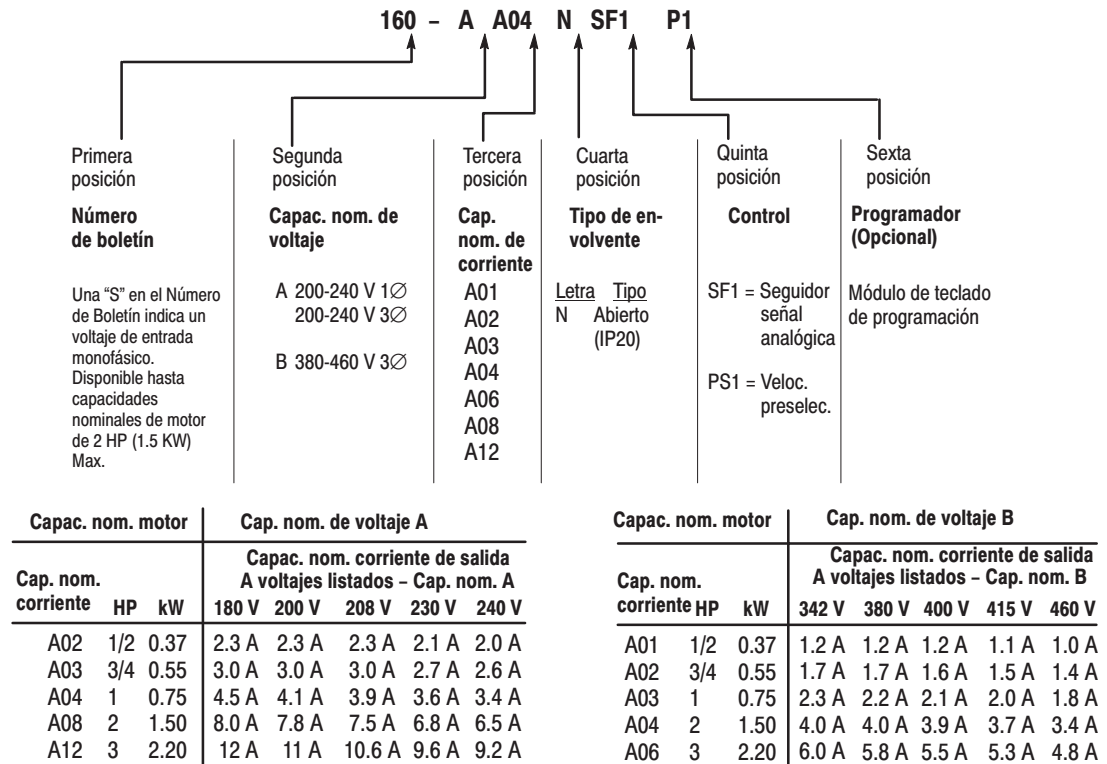 160 – A A04 N SF1 P1
Primera
posición
Número
de boletín
Una “S” en el Número
de Boletín indica un
voltaje de entrada
monofásico.
Disponible hasta
capacidades
nominales de motor
de 2 HP (1.5 KW)
Max.
Segunda
posición
Capac. nom. de
voltaje
A 200-240 V 1∅
200-240 V 3∅
B 380-460 V 3∅
Tercera
posición
Cap.
nom. de
corriente
A01
A02
A03
A04
A06
A08
A12
Cuarta
posición
Tipo de en-
volvente
Letra Tipo
N Abierto
(IP20)
Quinta
posición
Control
SF1 = Seguidor
señal
analógica
PS1 = Veloc.
preselec.
Sexta
posición
Programador
(Opcional)
Módulo de teclado
de programación
Capac. nom. motor Cap. nom. de voltaje A
Capac. nom. corriente de salida
A voltajes listados – Cap. nom. A
Cap. nom.
corriente HP kW 180 V 200 V 208 V 230 V 240 V
A02 1/2 0.37 2.3 A 2.3 A 2.3 A 2.1 A 2.0 A
A03 3/4 0.55 3.0 A 3.0 A 3.0 A 2.7 A 2.6 A
A04 1 0.75 4.5 A 4.1 A 3.9 A 3.6 A 3.4 A
A08 2 1.50 8.0 A 7.8 A 7.5 A 6.8 A 6.5 A
A12 3 2.20 12 A 11 A 10.6 A 9.6 A 9.2 A
Capac. nom. motor Cap. nom. de voltaje B
Capac. nom. corriente de salida
A voltajes listados – Cap. nom. B
Cap. nom.
corriente HP kW 342 V 380 V 400 V 415 V 460 V
A01 1/2 0.37 1.2 A 1.2 A 1.2 A 1.1 A 1.0 A
A02 3/4 0.55 1.7 A 1.7 A 1.6 A 1.5 A 1.4 A
A03 1 0.75 2.3 A 2.2 A 2.1 A 2.0 A 1.8 A
A04 2 1.50 4.0 A 4.0 A 3.9 A 3.7 A 3.4 A
A06 3 2.20 6.0 A 5.8 A 5.5 A 5.3 A 4.8 A